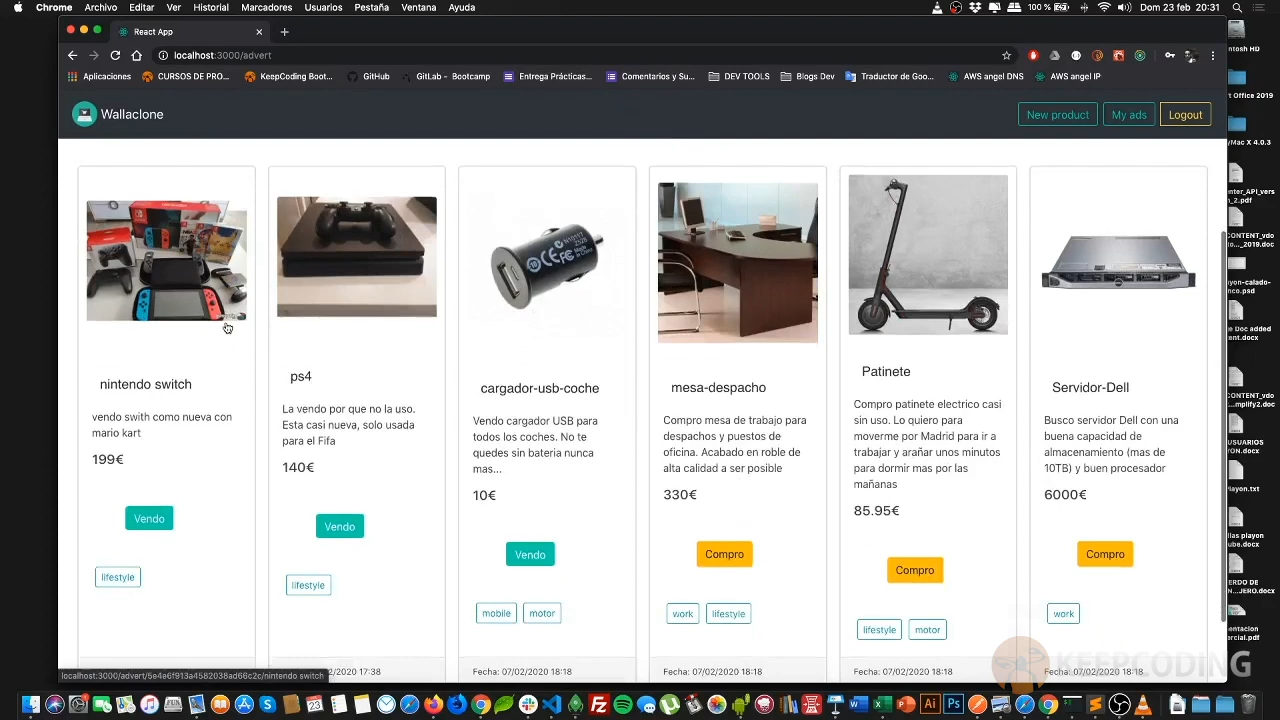 Chrome Archivo Editar Ver Historial Marcadores Usuarios Pestaña Ventana Ayuda 100 % Dom 23 feb 20:31
React App
localhost:3000/advert
Aplicaciones CURSOS DE PRO... KeepCoding Boot... GitHub GitLab - Bootcamp Entrega Prácticas... Comentarios y Su... DEV TOOLS Blogs Dev Traductor de Goo... AWS angel DNS AWS angel IP
Wallaclone New product My ads Logout
nintendo switch
vendo swith como nueva con
mario kart
199€
Vendo
lifestyle
ps4
La vendo por que no la uso.
Esta casi nueva, solo usada
para el Fifa
140€
Vendo
lifestyle
17:38
cargador-usb-coche
Vendo cargador USB para
todos los coches. No te
quedes sin bateria nunca
mas...
10€
Vendo
mobile motor
Fecha: 07/02/2020 18:18
mesa-despacho
Compro mesa de trabajo para
despachos y puestos de
oficina. Acabado en roble de
alta calidad a ser posible
330€
Compro
work lifestyle
Fecha: 07/02/2020 18:18
Patinete
Compro patinete electrico casi
sin uso. Lo quiero para
moverme por Madrid para ir a
trabajar y arañar unos minutos
para dormir mas por las
mañanas
85.95€
Compro
lifestyle motor
Fecha: 07/02/2020 18:18
Servidor-Dell
Busco servidor Dell con una
buena capacidad de
almacenamiento (mas de
10TB) y buen procesador
6000€
Compro
work
Fecha: 07/02/2020 18:18
localhost:3000/advert/5e4e6f913a4582038ad66c2c/nintendo switch
KEEPCODING